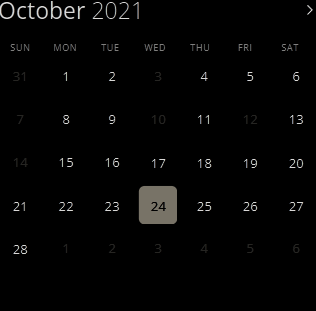 October 2021
SUN MON TUE WED THU FRI SAT
31 1 2 3 4 5 6
7 8 9 10 11 12 13
14 15 16 17 18 19 20
21 22 23 24 25 26 27
28 1 2 3 4 5 6